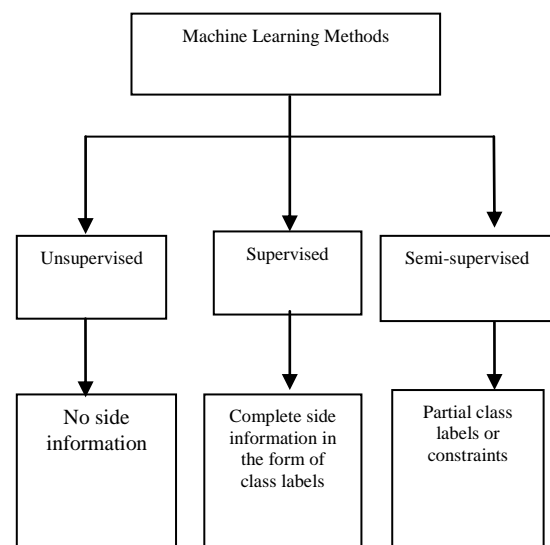 Machine Learning Methods
Unsupervised
Supervised
Semi-supervised
No side
information
Complete side
information in
the form of
class labels
Partial class
labels or
constraints